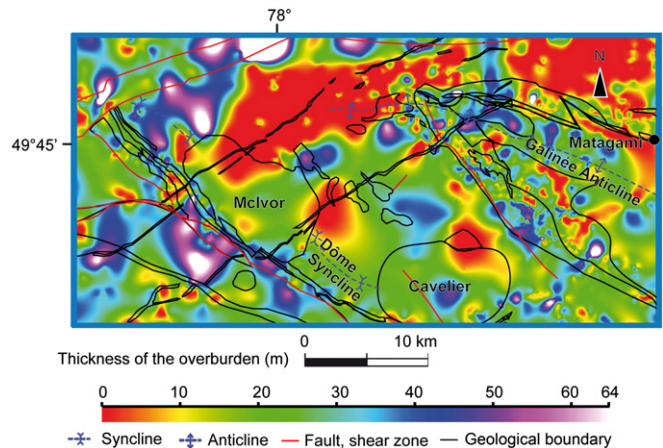 78°
N
49°45'
Matagami
Galinée Anticline
McIvor
Dôme
Syncline
Cavelier
0 10 km
Thickness of the overburden (m)
0 10 20 30 40 50 60 64
Syncline Anticline Fault, shear zone Geological boundary